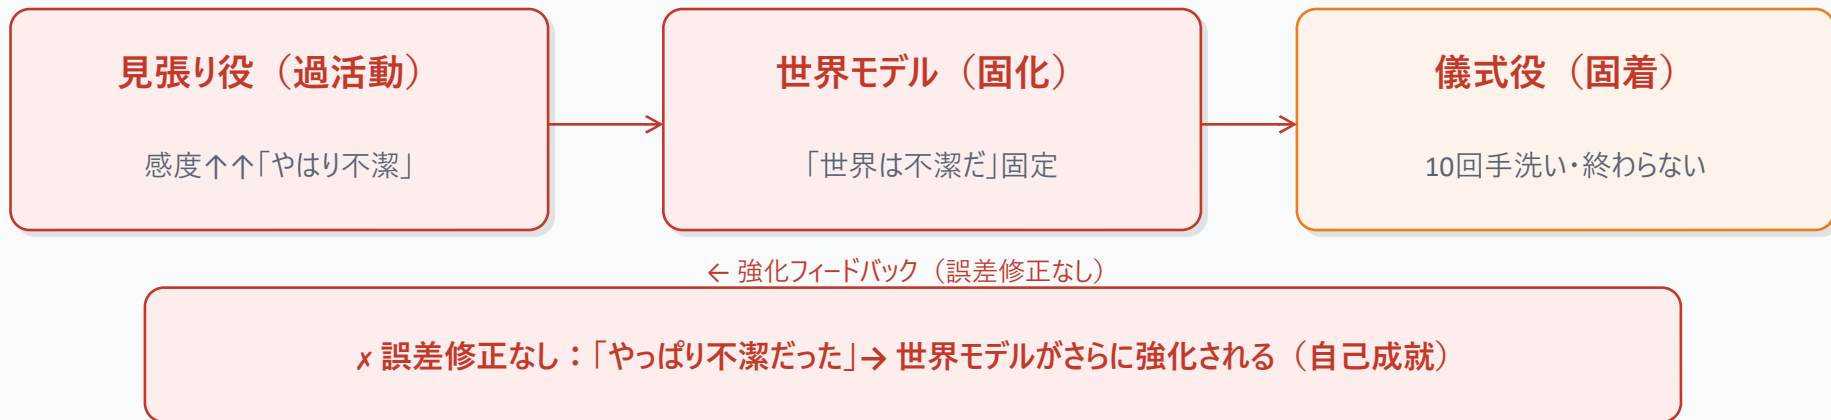 見張り役（過活動）
感度↑↑「やはり不潔」
世界モデル（固化）
「世界は不潔だ」固定
儀式役（固着）
10回手洗い・終わらない
← 強化フィードバック（誤差修正なし）
✗ 誤差修正なし：「やっぱり不潔だった」→ 世界モデルがさらに強化される（自己成就）